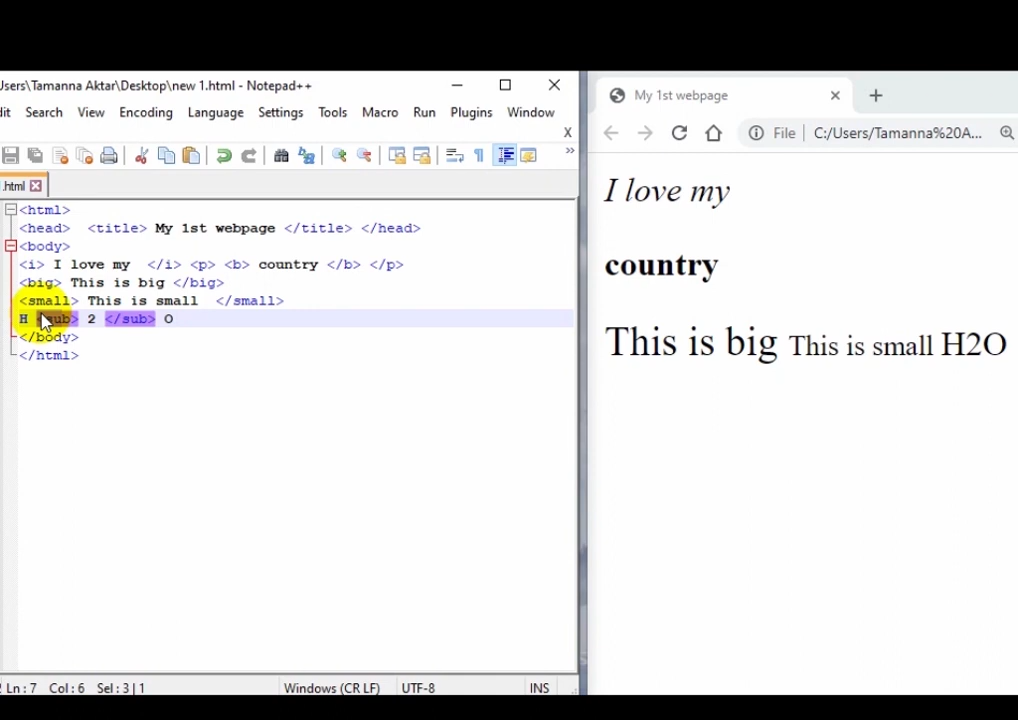 Users\Tamanna Aktar\Desktop\new 1.html - Notepad++
dit Search View Encoding Language Settings Tools Macro Run Plugins Window
X
.html
<html>
<head> <title> My 1st webpage </title> </head>
<body>
<i> I love my </i> <p> <b> country </b> </p>
<big> This is big </big>
<small> This is small </small>
H <sub> 2 </sub> O
</body>
</html>
Ln : 7 Col : 6 Sel : 3 | 1 Windows (CR LF) UTF-8 INS
My 1st webpage
File C:/Users/Tamanna%20A...
I love my
country
This is big This is small H2O